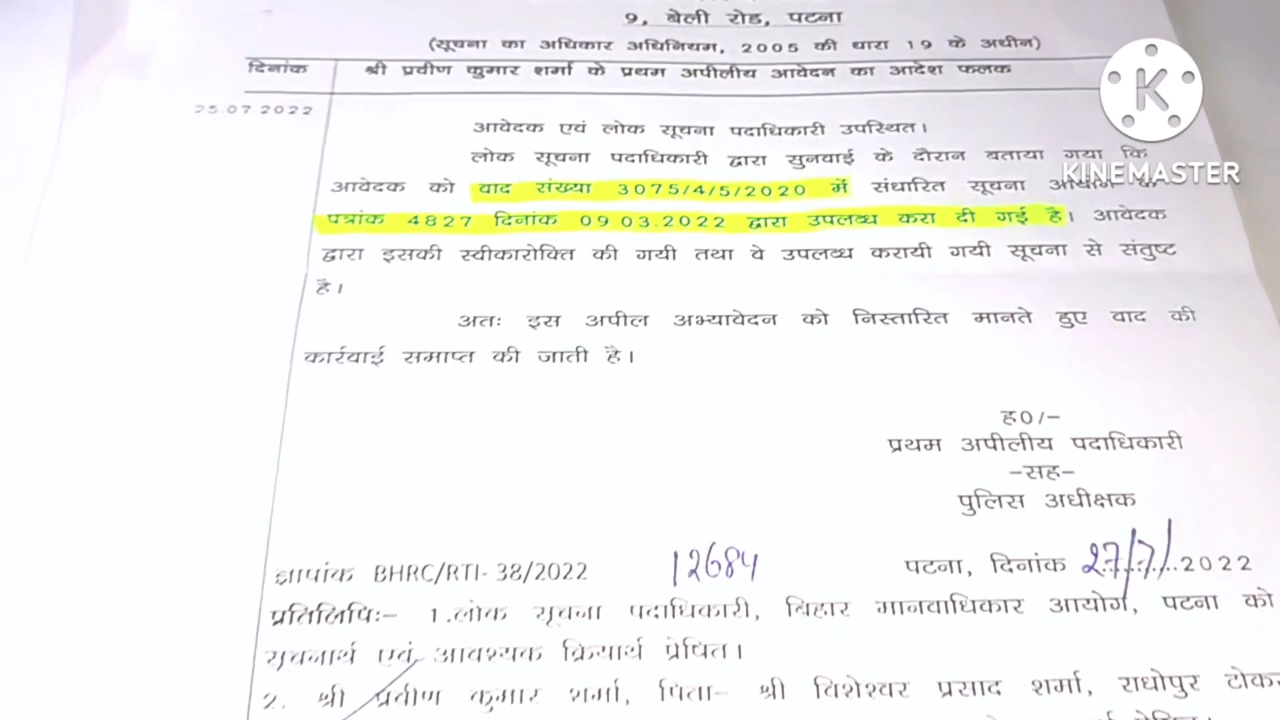 9, बेली रोड, पटना
(सूचना का अधिकार अधिनियम, 2005 की धारा 19 के अधीन)
दिनांक श्री प्रवीण कुमार शर्मा के प्रथम अपीलीय आवेदन का आदेश फलक
25.07.2022
आवेदक एवं लोक सूचना पदाधिकारी उपस्थित।
लोक सूचना पदाधिकारी द्वारा सुनवाई के दौरान बताया गया कि
आवेदक को वाद संख्या 3075/4/5/2020 में संधारित सूचना आयोग के
पत्रांक 4827 दिनांक 09.03.2022 द्वारा उपलब्ध करा दी गई है। आवेदक
द्वारा इसकी स्वीकारोक्ति की गयी तथा वे उपलब्ध करायी गयी सूचना से संतुष्ट
है।
अतः इस अपील अभ्यावेदन को निस्तारित मानते हुए वाद की
कार्रवाई समाप्त की जाती है।
ह0/-
प्रथम अपीलीय पदाधिकारी
-सह-
पुलिस अधीक्षक
ज्ञापांक BHRC/RTI- 38/2022 12684 पटना, दिनांक 27/7/2022
प्रतिलिपिः- 1.लोक सूचना पदाधिकारी, बिहार मानवाधिकार आयोग, पटना को
सूचनार्थ एवं आवश्यक क्रियार्थ प्रेषित।
2. श्री प्रवीण कुमार शर्मा, पिता- श्री विशेश्वर प्रसाद शर्मा, राधोपुर
K
KINEMASTER